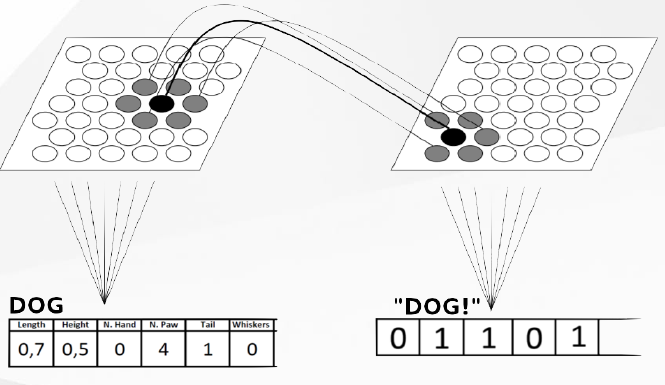 DOG
Length Height N. Hand N. Paw Tail Whiskers
0,7 0,5 0 4 1 0
"DOG!"
0 1 1 0 1